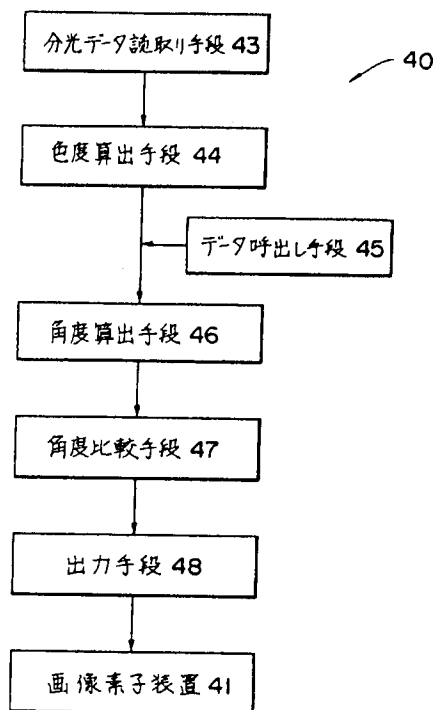 分光データ読取り手段 43
40
色度算出手段 44
データ呼出し手段 45
角度算出手段 46
角度比較手段 47
出力手段 48
画像素子装置 41